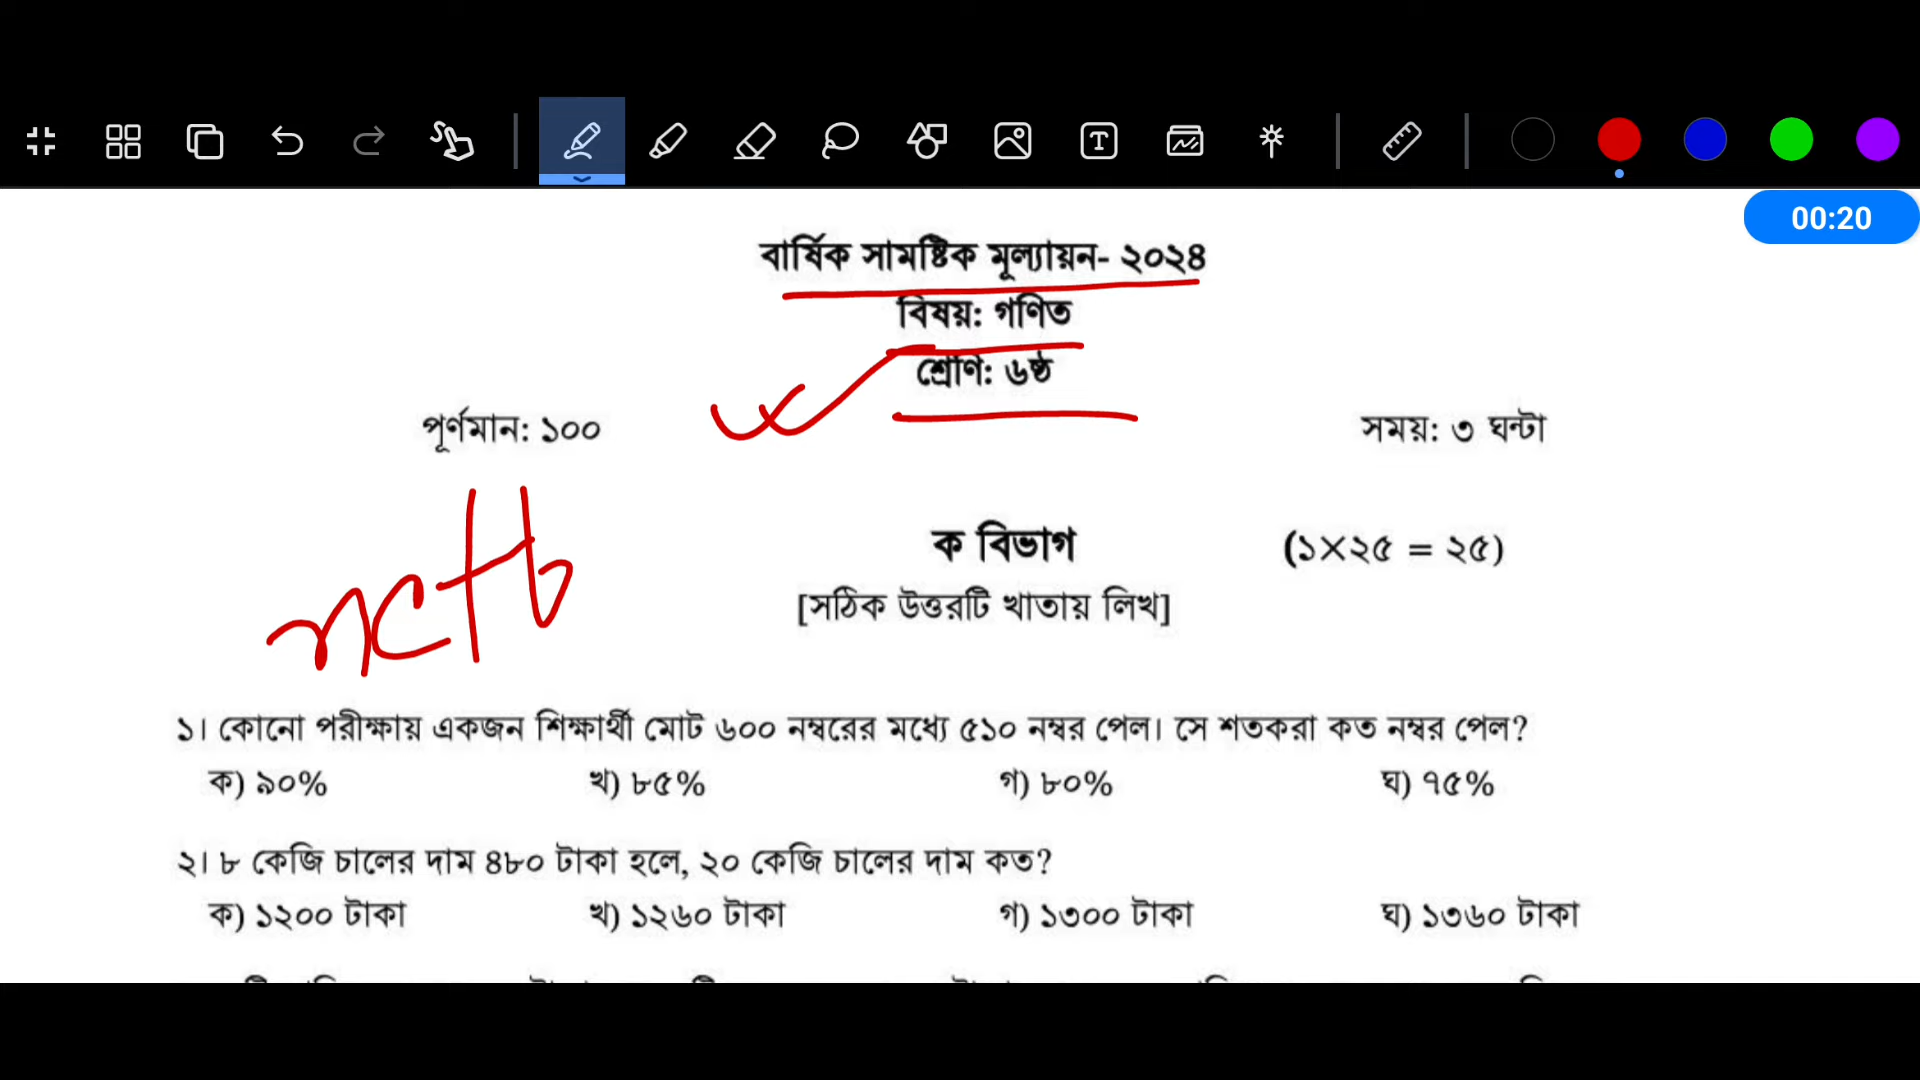 00:20
বার্ষিক সামষ্টিক মূল্যায়ন- ২০২৪
বিষয়: গণিত
শ্রেণি: ৬ষ্ঠ
পূর্ণমান: ১০০ সময়: ৩ ঘন্টা
nctb
ক বিভাগ (১×২৫ = ২৫)
[সঠিক উত্তরটি খাতায় লিখ]
১। কোনো পরীক্ষায় একজন শিক্ষার্থী মোট ৬০০ নম্বরের মধ্যে ৫১০ নম্বর পেল। সে শতকরা কত নম্বর পেল?
ক) ৯০% খ) ৮৫% গ) ৮০% ঘ) ৭৫%
২। ৮ কেজি চালের দাম ৪৮০ টাকা হলে, ২০ কেজি চালের দাম কত?
ক) ১২০০ টাকা খ) ১২৬০ টাকা গ) ১৩০০ টাকা ঘ) ১৩৬০ টাকা